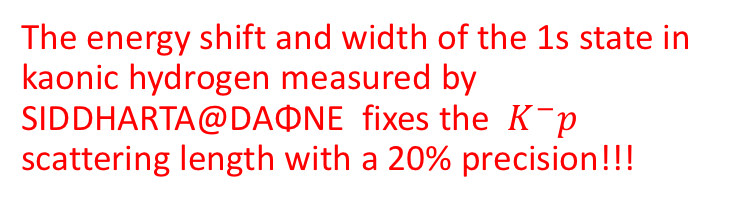 The energy shift and width of the 1s state in
kaonic hydrogen measured by
SIDDHARTA@DAΦNE fixes the K⁻p
scattering length with a 20% precision!!!